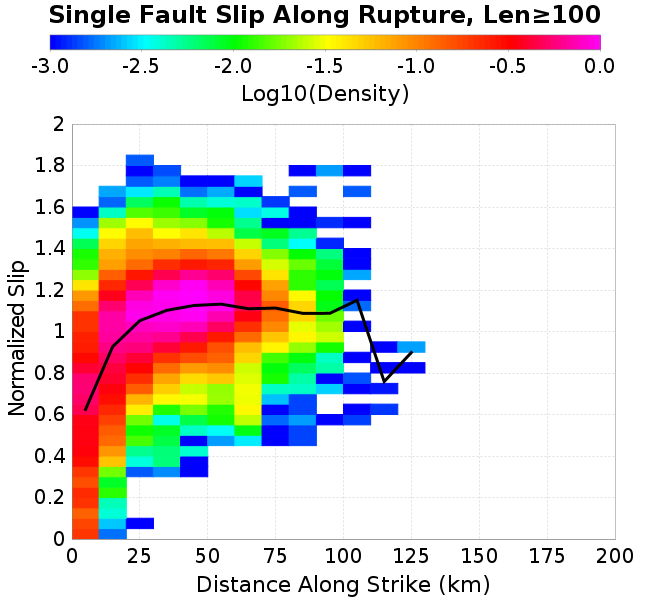 Single Fault Slip Along Rupture, Len≥100
-3.0 -2.5 -2.0 -1.5 -1.0 -0.5 0.0
Log10(Density)
2
1.8
1.6
1.4
1.2
1
0.8
0.6
0.4
0.2
0
Normalized Slip
0 25 50 75 100 125 150 175 200
Distance Along Strike (km)